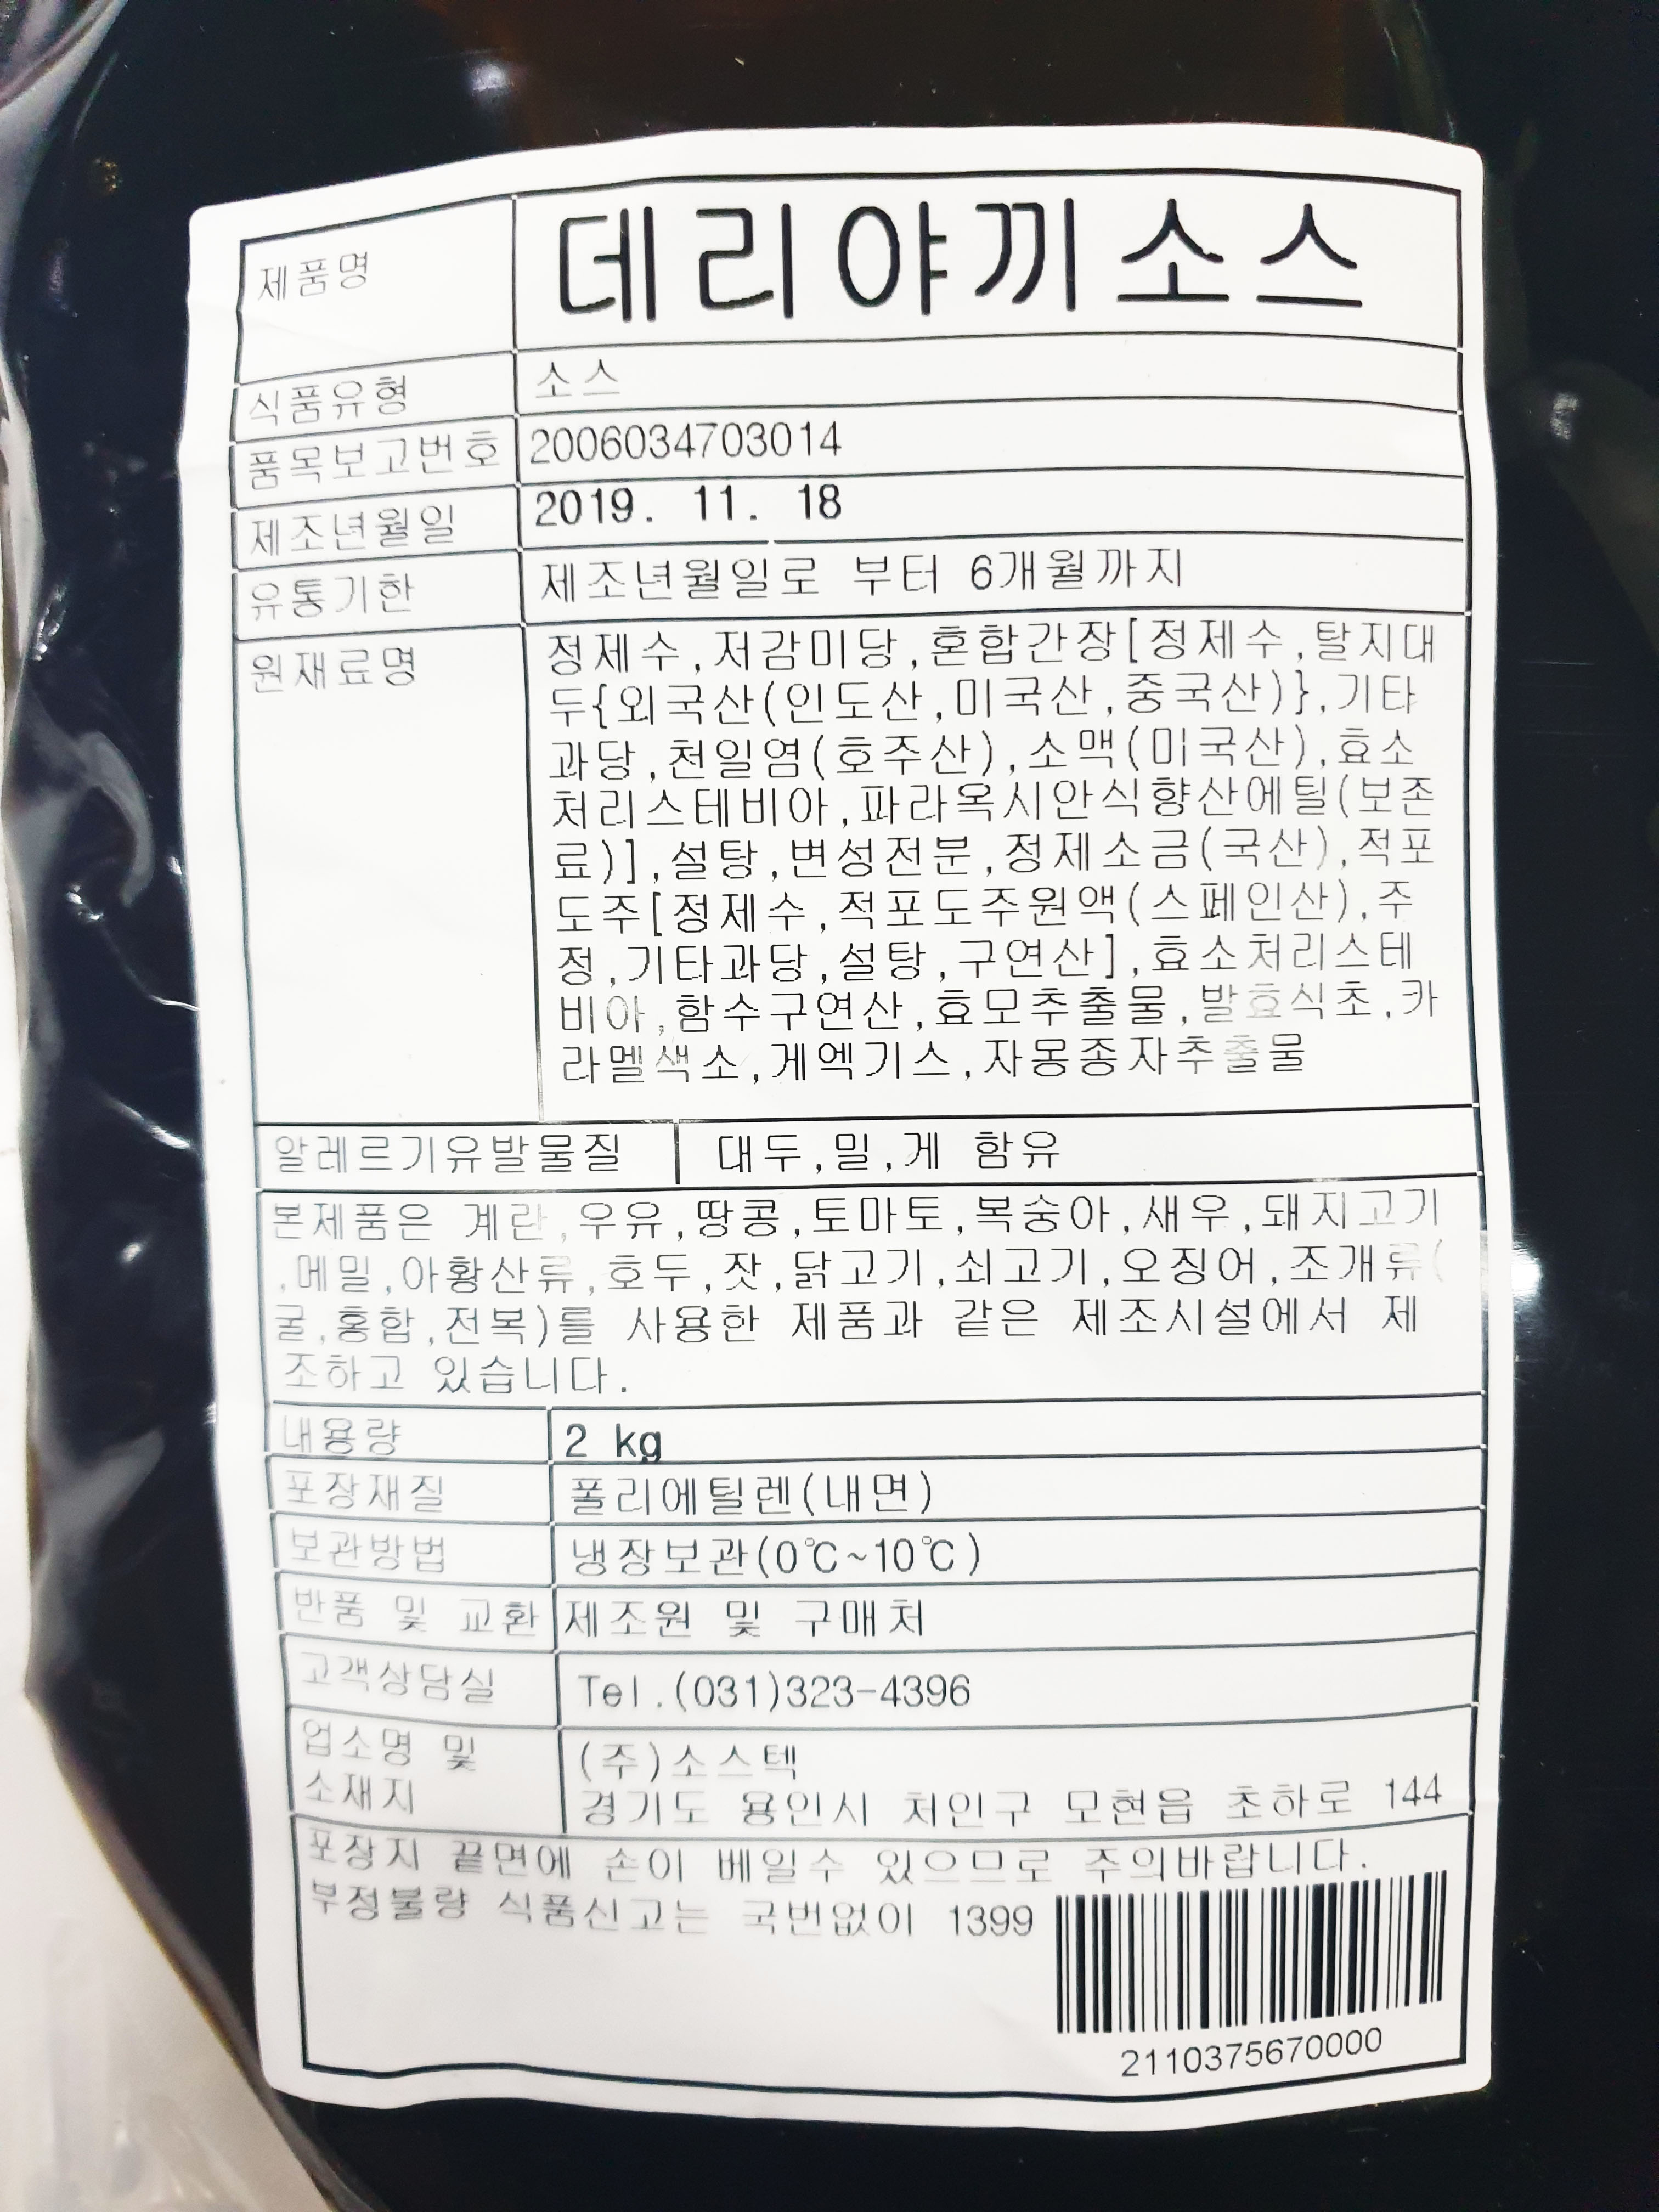 제품명 데리야끼소스
식품유형 소스
품목보고번호 2006034703014
제조년월일 2019. 11. 18
유통기한 제조년월일로 부터 6개월까지
원재료명 정제수,저감미당,혼합간장[정제수,탈지대
두{외국산(인도산,미국산,중국산)},기타
과당,천일염(호주산),소맥(미국산),효소
처리스테비아,파라옥시안식향산에틸(보존
료)],설탕,변성전분,정제소금(국산),적포
도주[정제수,적포도주원액(스페인산),주
정,기타과당,설탕,구연산],효소처리스테
비아,함수구연산,효모추출물,발효식초,카
라멜색소,게엑기스,자몽종자추출물
알레르기유발물질 대두,밀,게 함유
본제품은 계란,우유,땅콩,토마토,복숭아,새우,돼지고기
,메밀,아황산류,호두,잣,닭고기,쇠고기,오징어,조개류(
굴,홍합,전복)를 사용한 제품과 같은 제조시설에서 제
조하고 있습니다.
내용량 2 kg
포장재질 폴리에틸렌(내면)
보관방법 냉장보관(0℃~10℃)
반품 및 교환 제조원 및 구매처
고객상담실 Tel.(031)323-4396
업소명 및 (주)소스텍
소재지 경기도 용인시 처인구 모현읍 초하로 144
포장지 끝면에 손이 베일수 있으므로 주의바랍니다.
부정불량 식품신고는 국번없이 1399
2110375670000